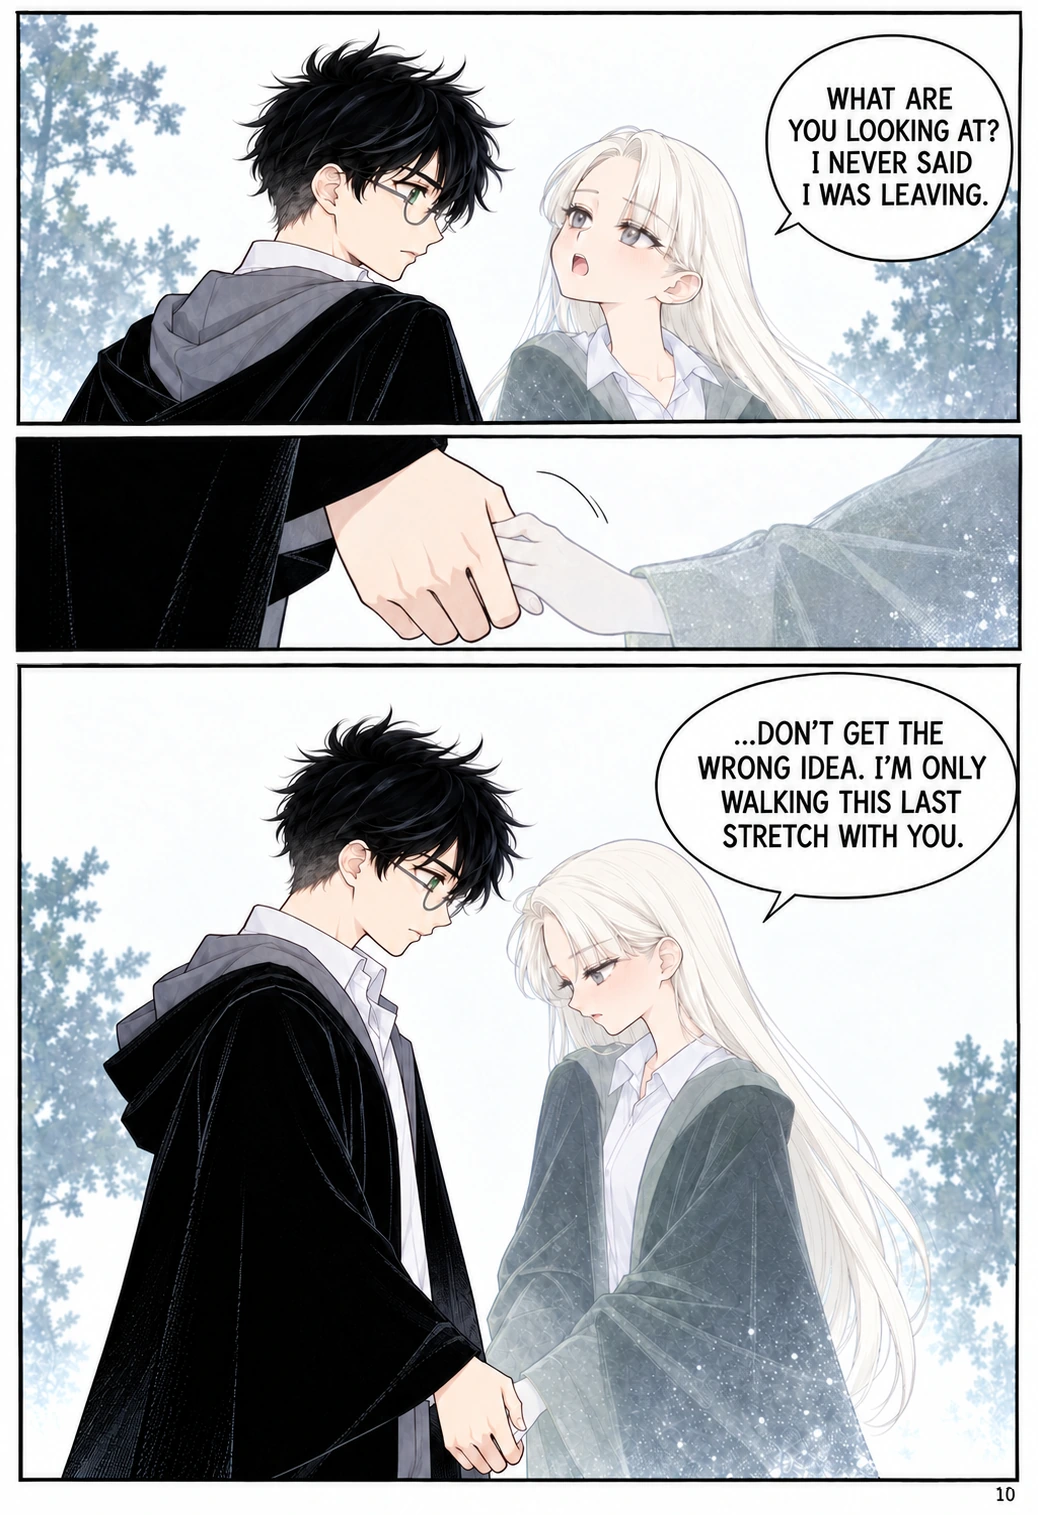 WHAT ARE
YOU LOOKING AT?
I NEVER SAID
I WAS LEAVING.
...DON'T GET THE
WRONG IDEA. I'M ONLY
WALKING THIS LAST
STRETCH WITH YOU.
10